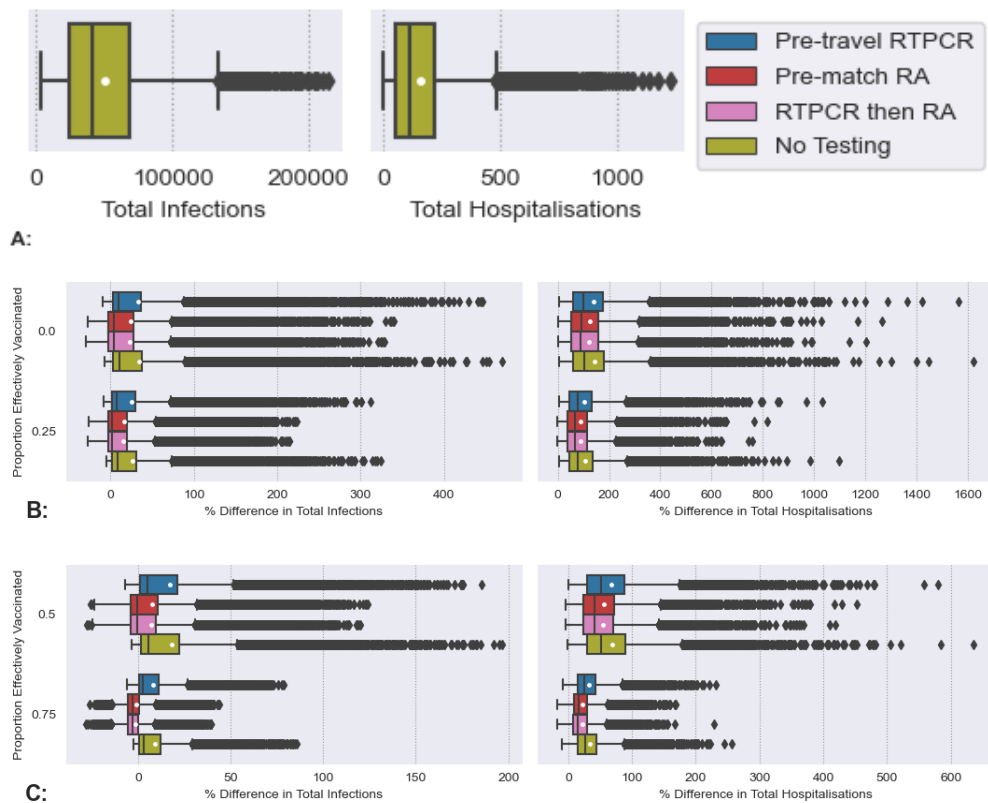 Pre-travel RTPCR
Pre-match RA
RTPCR then RA
No Testing
0 100000 200000
0 500 1000
Total Infections
Total Hospitalisations
A:
Proportion Effectively Vaccinated
0.0
0.25
0 100 200 300 400
0 200 400 600 800 1000 1200 1400 1600
% Difference in Total Infections
% Difference in Total Hospitalisations
B:
Proportion Effectively Vaccinated
0.5
0.75
0 50 100 150 200
0 100 200 300 400 500 600
% Difference in Total Infections
% Difference in Total Hospitalisations
C: